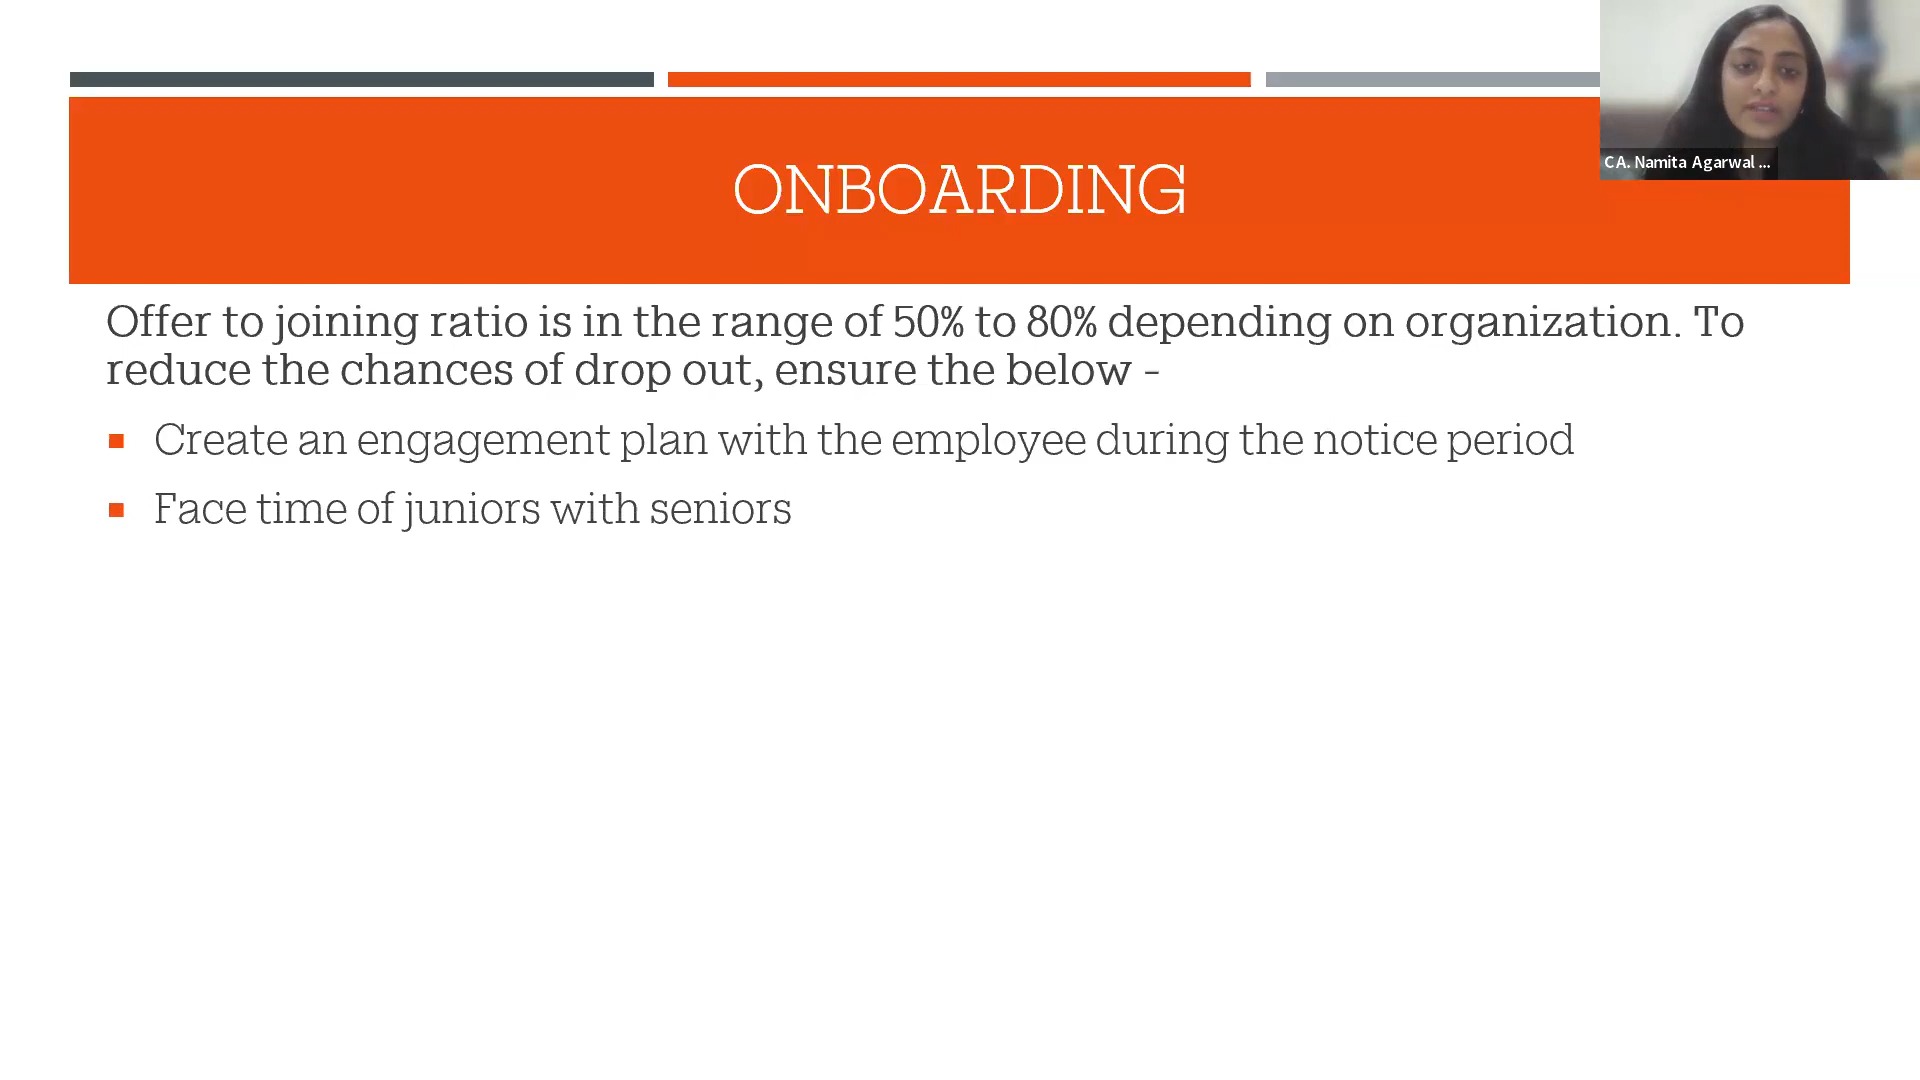 ONBOARDING
CA. Namita Agarwal ...
Offer to joining ratio is in the range of 50% to 80% depending on organization. To
reduce the chances of drop out, ensure the below -
Create an engagement plan with the employee during the notice period
Face time of juniors with seniors